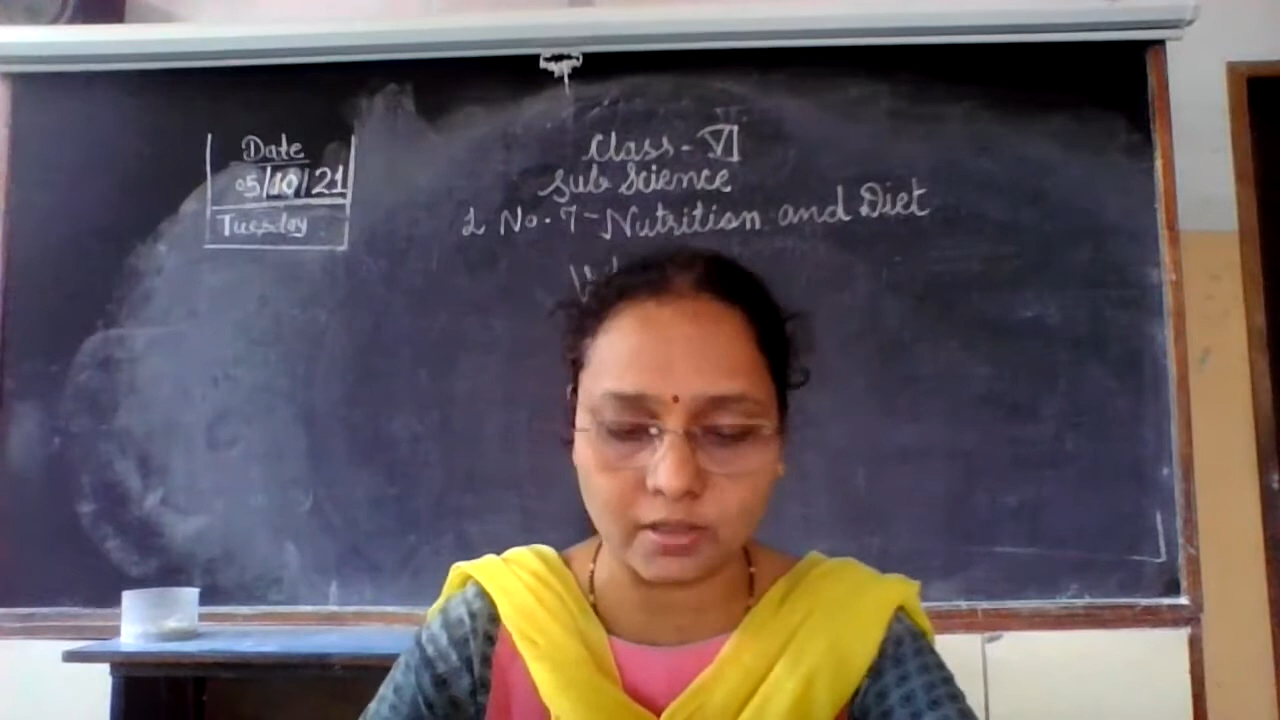 Date
05/10/21
Tuesday
Class - VI
Sub Science
L No. 7 - Nutrition and Diet